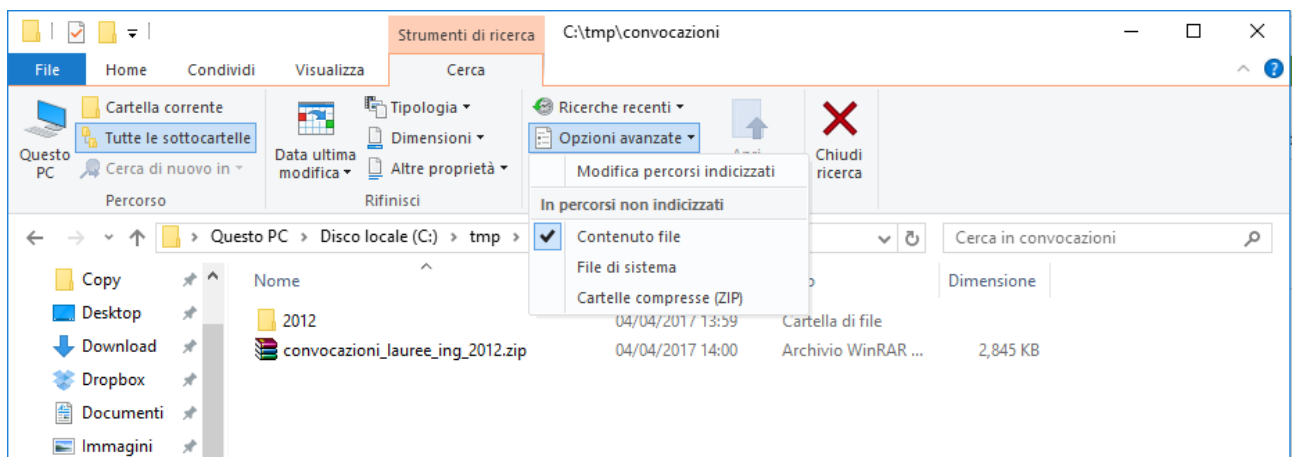 Strumenti di ricerca C:\tmp\convocazioni
File Home Condividi Visualizza Cerca
Cartella corrente
Tutte le sottocartelle
Cerca di nuovo in
Questo PC
Percorso
Data ultima modifica
Tipologia
Dimensioni
Altre proprietà
Rifinisci
Ricerche recenti
Opzioni avanzate
Chiudi ricerca
Modifica percorsi indicizzati
In percorsi non indicizzati
Contenuto file
File di sistema
Cartelle compresse (ZIP)
Questo PC > Disco locale (C:) > tmp >
Cerca in convocazioni
Nome Dimensione
2012 04/04/2017 13:59 Cartella di file
convocazioni_lauree_ing_2012.zip 04/04/2017 14:00 Archivio WinRAR ... 2,845 KB
Copy
Desktop
Download
Dropbox
Documenti
Immagini